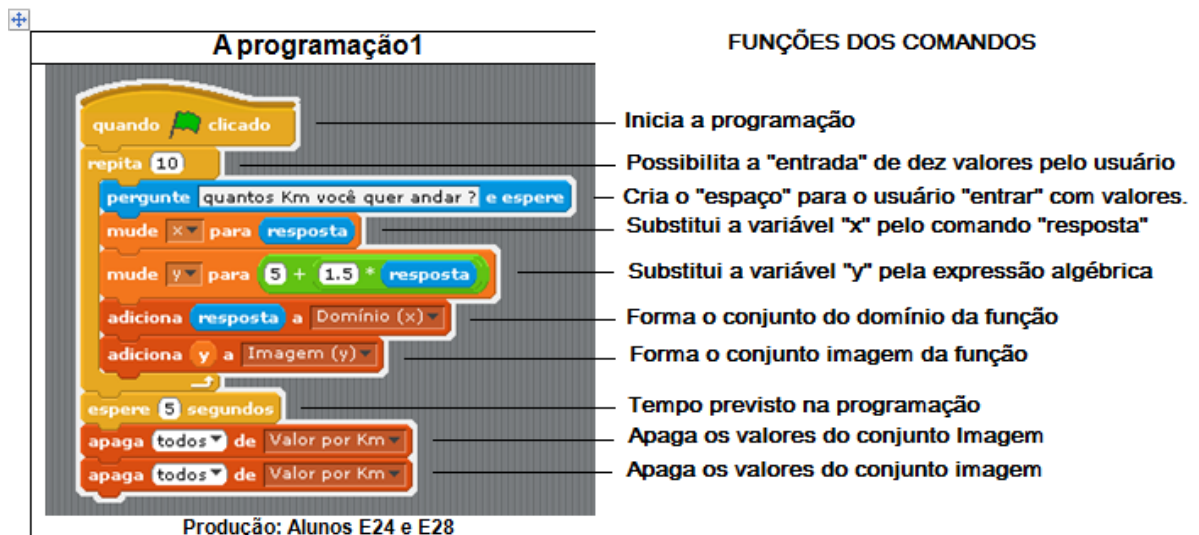 A programação1
FUNÇÕES DOS COMANDOS
quando clicado
Inicia a programação
repita 10
Possibilita a "entrada" de dez valores pelo usuário
pergunte quantos Km você quer andar ? e espere
Cria o "espaço" para o usuário "entrar" com valores.
mude x para resposta
Substitui a variável "x" pelo comando "resposta"
mude y para 5 + 1.5 * resposta
Substitui a variável "y" pela expressão algébrica
adiciona resposta a Domínio (x)
Forma o conjunto do domínio da função
adiciona y a Imagem (y)
Forma o conjunto imagem da função
espere 5 segundos
Tempo previsto na programação
apaga todos de Valor por Km
Apaga os valores do conjunto Imagem
apaga todos de Valor por Km
Apaga os valores do conjunto imagem
Produção: Alunos E24 e E28